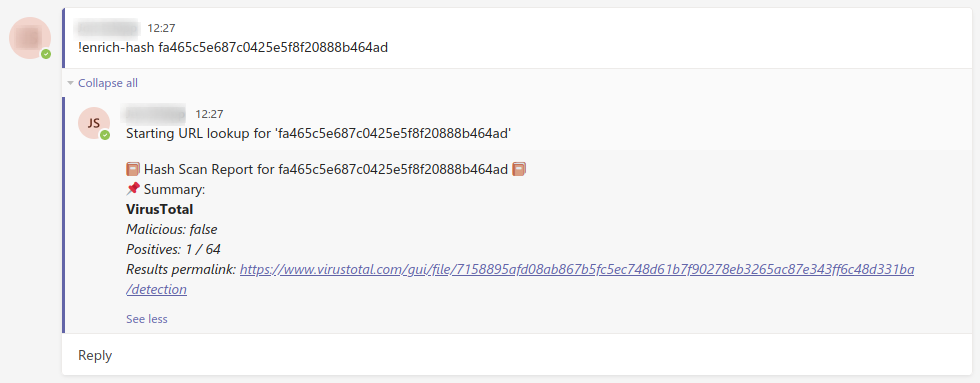 12:27
!enrich-hash fa465c5e687c0425e5f8f20888b464ad
Collapse all
JS
12:27
Starting URL lookup for 'fa465c5e687c0425e5f8f20888b464ad'
Hash Scan Report for fa465c5e687c0425e5f8f20888b464ad
Summary:
VirusTotal
Malicious: false
Positives: 1 / 64
Results permalink: https://www.virustotal.com/gui/file/7158895afd08ab867b5fc5ec748d61b7f90278eb3265ac87e343ff6c48d331ba
/detection
See less
Reply